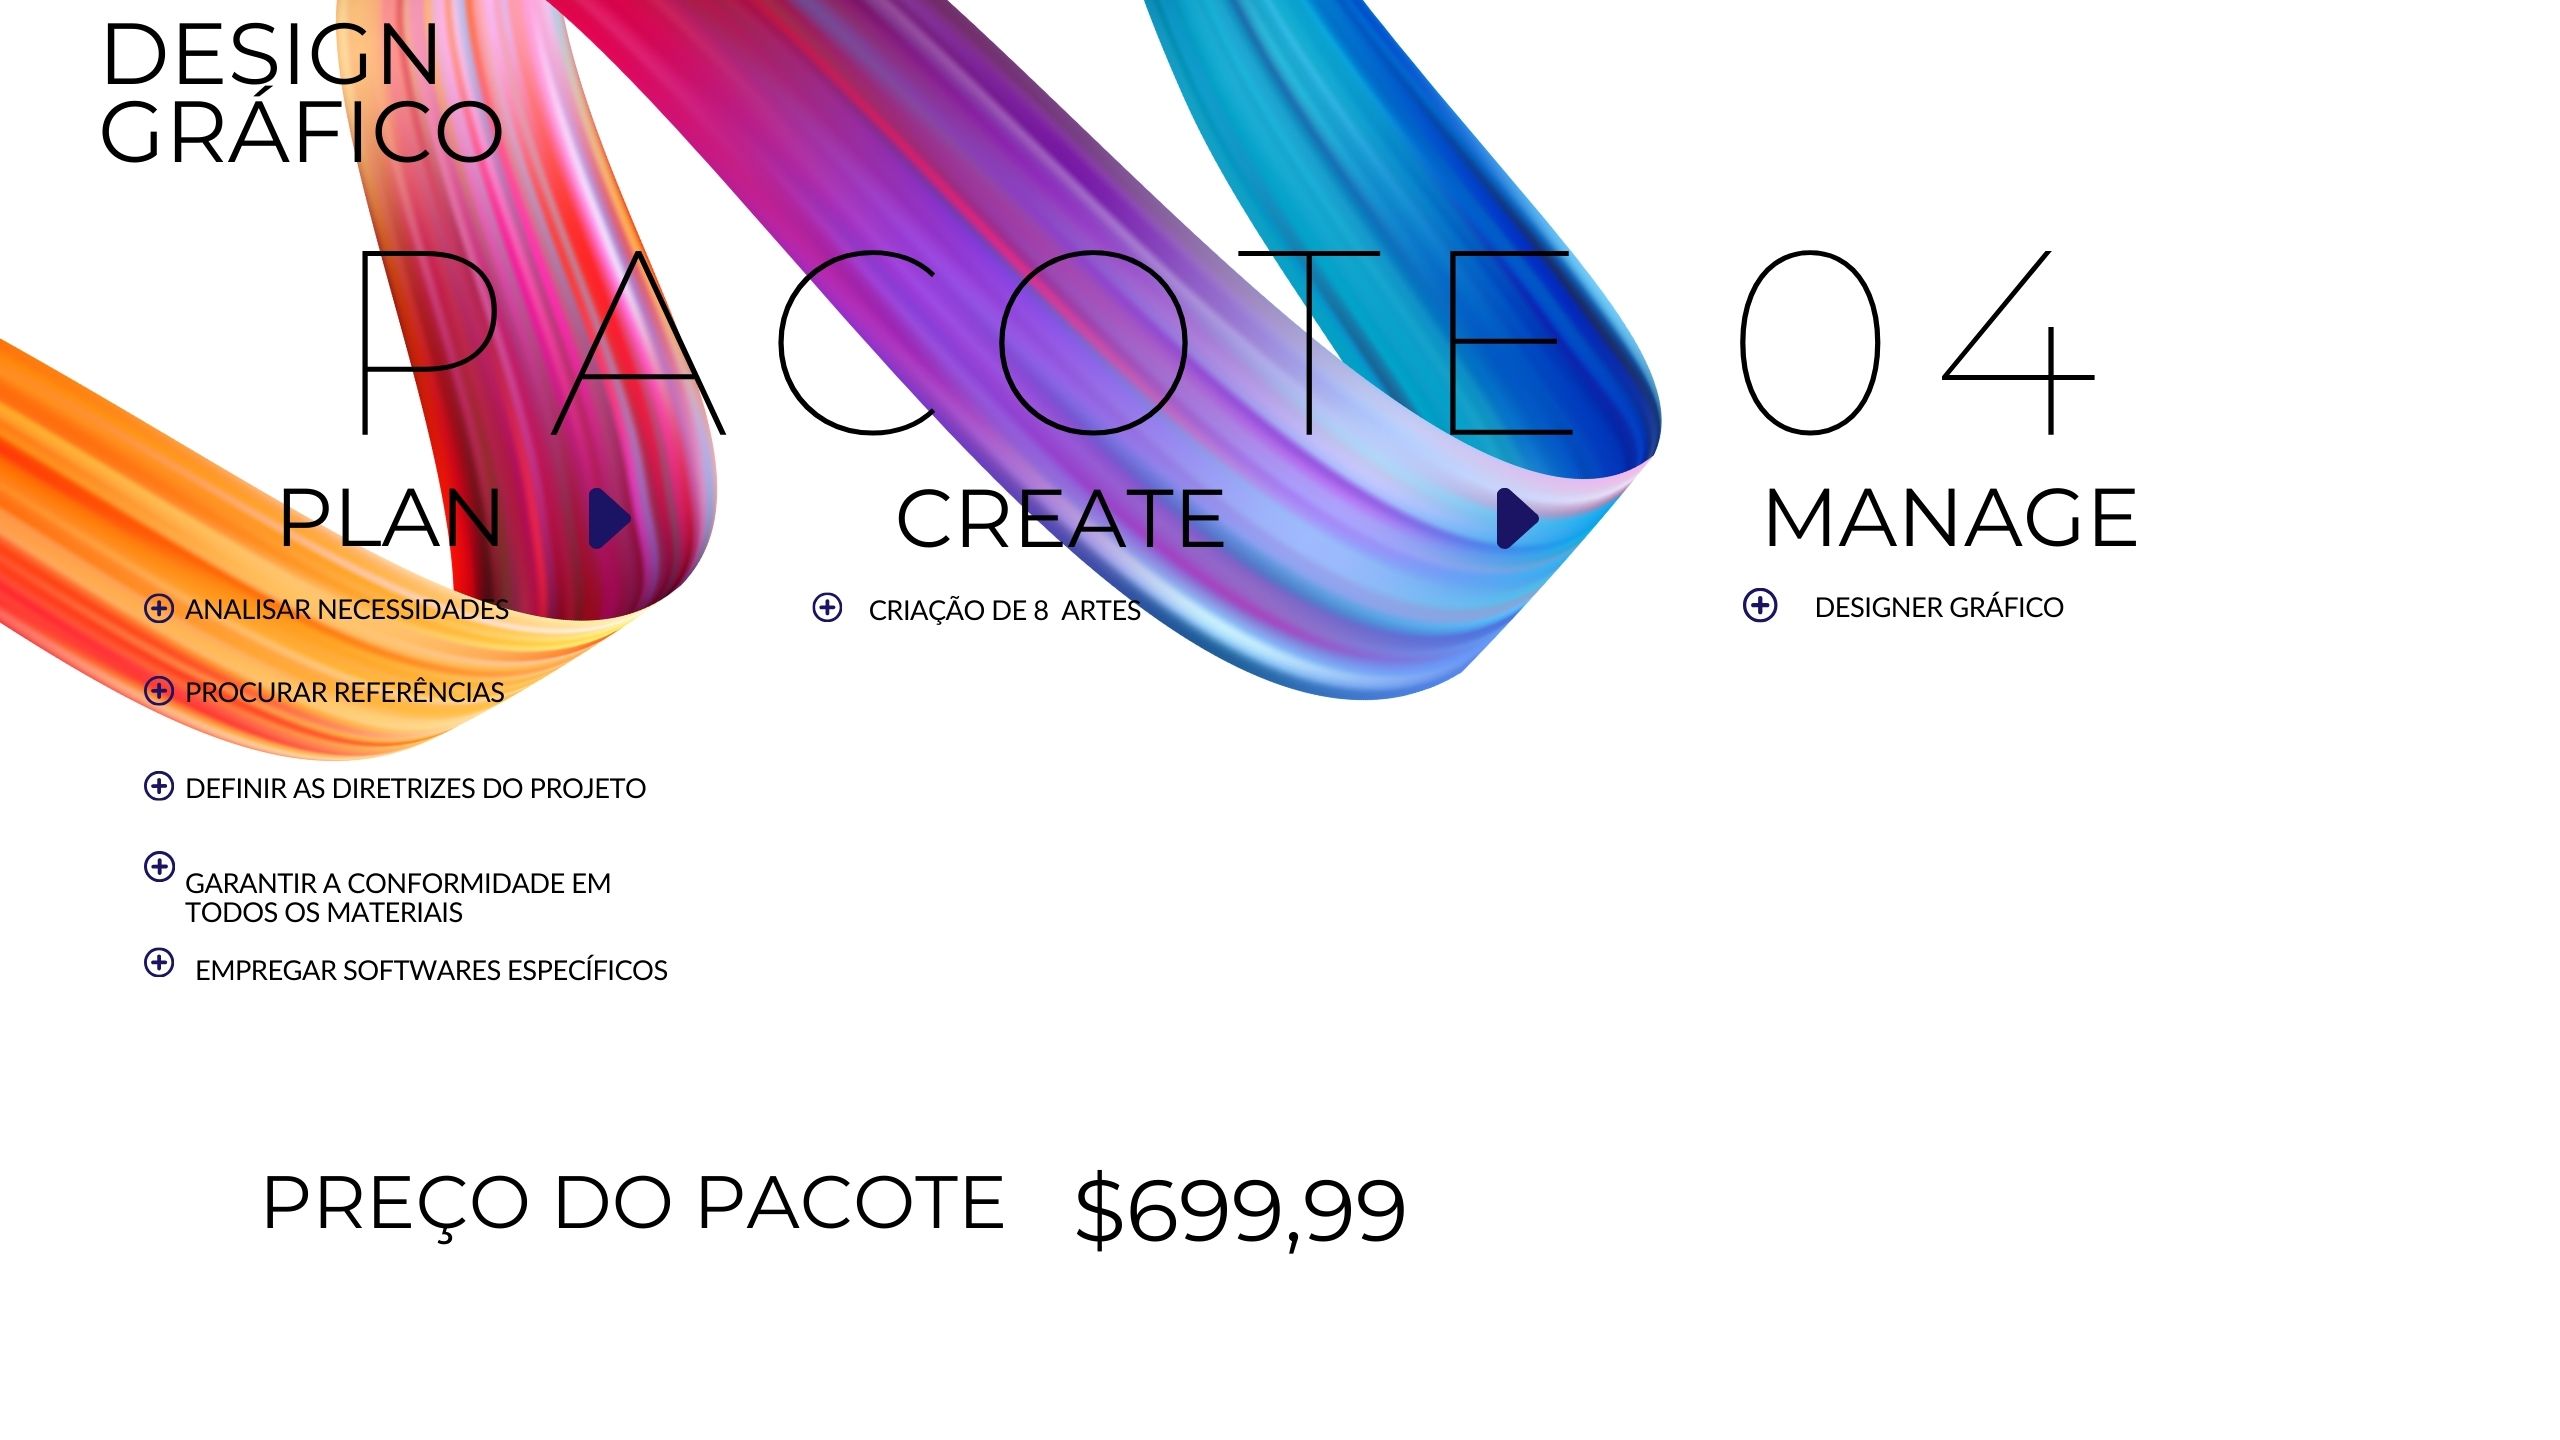 DESIGN
GRÁFICO
PACOTE 04
PLAN
CREATE
MANAGE
ANALISAR NECESSIDADES
CRIAÇÃO DE 8 ARTES
DESIGNER GRÁFICO
PROCURAR REFERÊNCIAS
DEFINIR AS DIRETRIZES DO PROJETO
GARANTIR A CONFORMIDADE EM
TODOS OS MATERIAIS
EMPREGAR SOFTWARES ESPECÍFICOS
PREÇO DO PACOTE $699,99